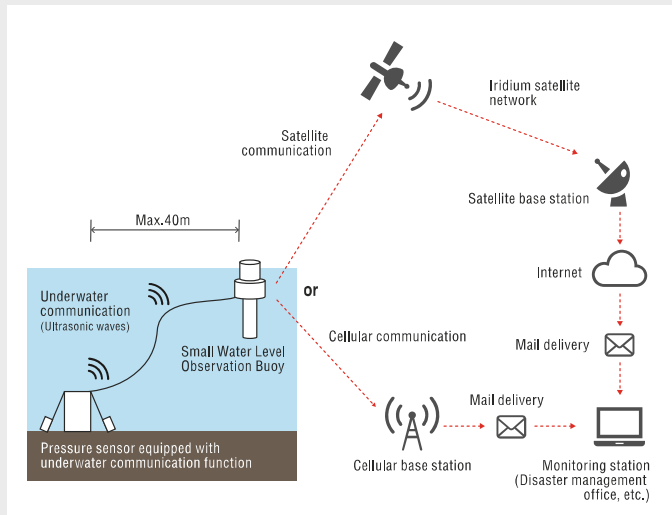 Iridium satellite
network
Satellite
communication
Satellite base station
Max.40m
Internet
Underwater
communication
(Ultrasonic waves)
or
Cellular communication
Small Water Level
Observation Buoy
Mail delivery
Mail delivery
Pressure sensor equipped with
underwater communication function
Cellular base station
Monitoring station
(Disaster management
office, etc.)